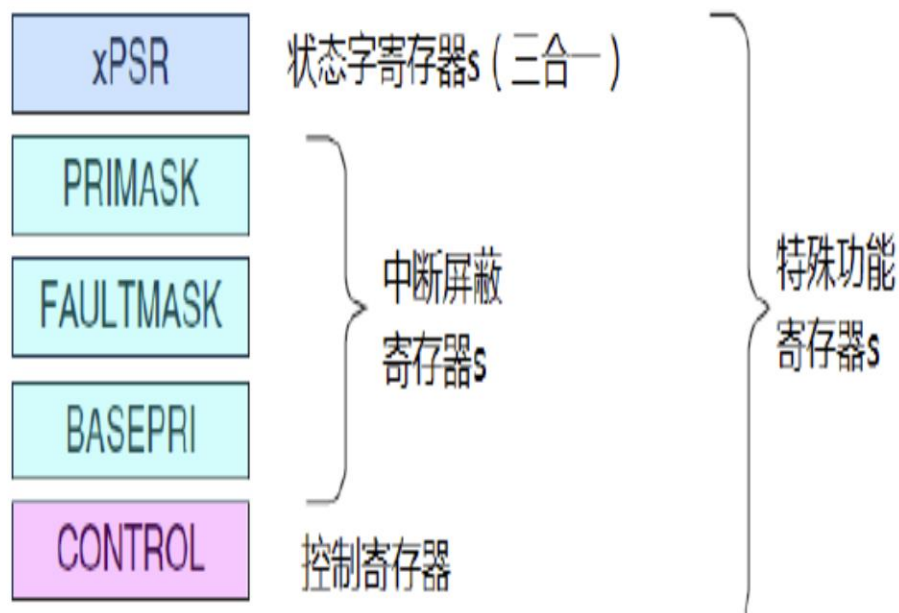 xPSR 状态字寄存器s（三合一）
PRIMASK
FAULTMASK
BASEPRI
中断屏蔽
寄存器s
CONTROL 控制寄存器
特殊功能
寄存器s